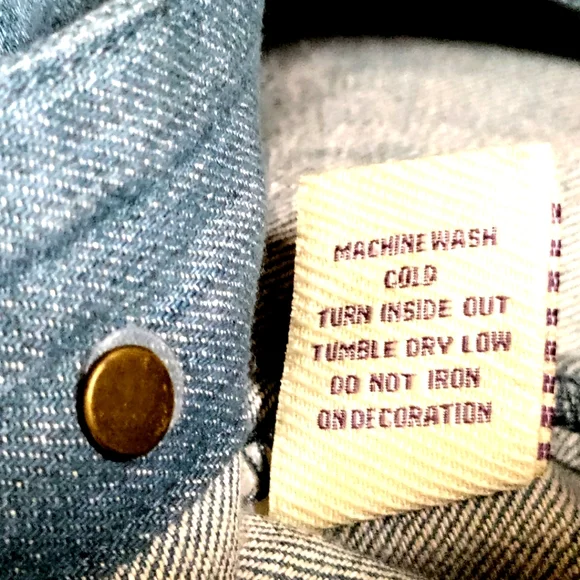 MACHINE WASH
COLD
TURN INSIDE OUT
TUMBLE DRY LOW
DO NOT IRON
ON DECORATION